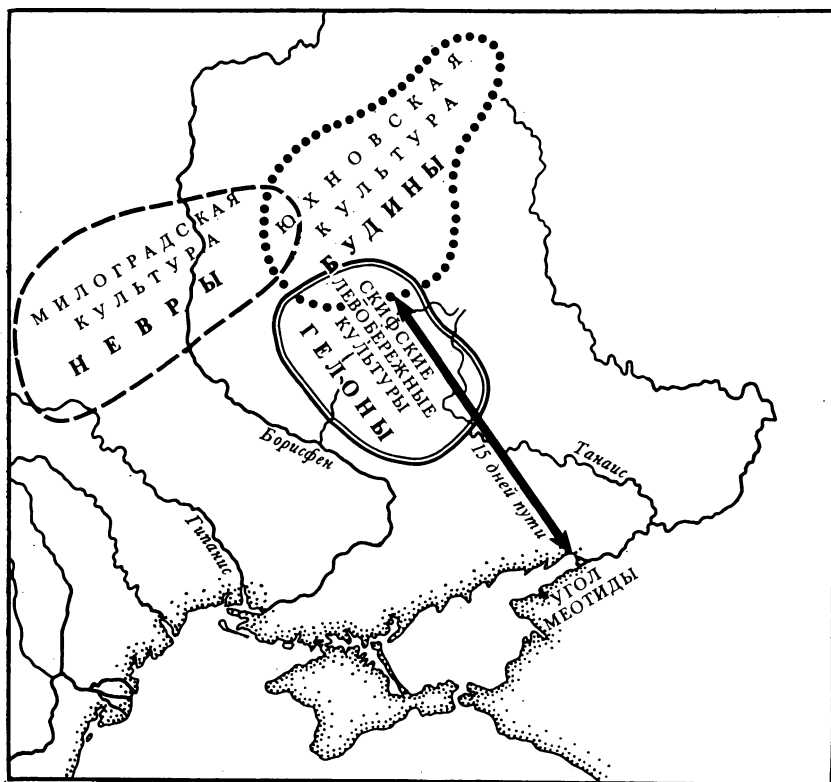 ЮХНОВСКАЯ
КУЛЬТУРА
БУДИНЫ
МИЛОГРАДСКАЯ
КУЛЬТУРА
НЕВРЫ
СКИФСКИЕ
ЛЕВОБЕРЕЖНЫЕ
КУЛЬТУРЫ
ГЕЛОНЫ
Борисфен
Танаис
15 дней пути
Гипанис
УГОЛ
МЕОТИДЫ